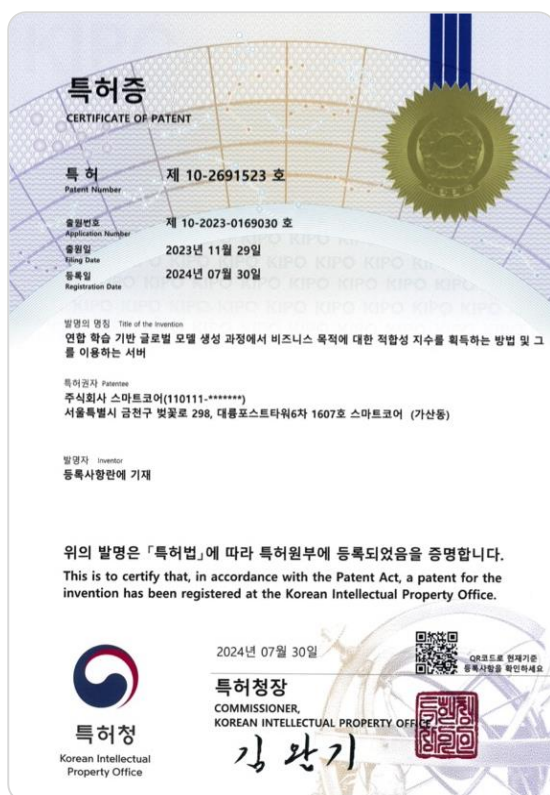 특허증
CERTIFICATE OF PATENT
특 허 제 10-2691523 호
Patent Number
출원번호 제 10-2023-0169030 호
Application Number
출원일 2023년 11월 29일
Filing Date
등록일 2024년 07월 30일
Registration Date
발명의 명칭 Title of the Invention
연합 학습 기반 글로벌 모델 생성 과정에서 비즈니스 목적에 대한 적합성 지수를 획득하는 방법 및 그
를 이용하는 서버
특허권자 Patentee
주식회사 스마트코어(110111-*******)
서울특별시 금천구 벚꽃로 298, 대륭포스트타워6차 1607호 스마트코어 (가산동)
발명자 Inventor
등록사항란에 기재
위의 발명은 「특허법」에 따라 특허원부에 등록되었음을 증명합니다.
This is to certify that, in accordance with the Patent Act, a patent for the
invention has been registered at the Korean Intellectual Property Office.
2024년 07월 30일
QR코드로 현재기준
등록사항을 확인하세요
특허청장
COMMISSIONER,
KOREAN INTELLECTUAL PROPERTY OFFICE
김완기
특허청
Korean Intellectual
Property Office